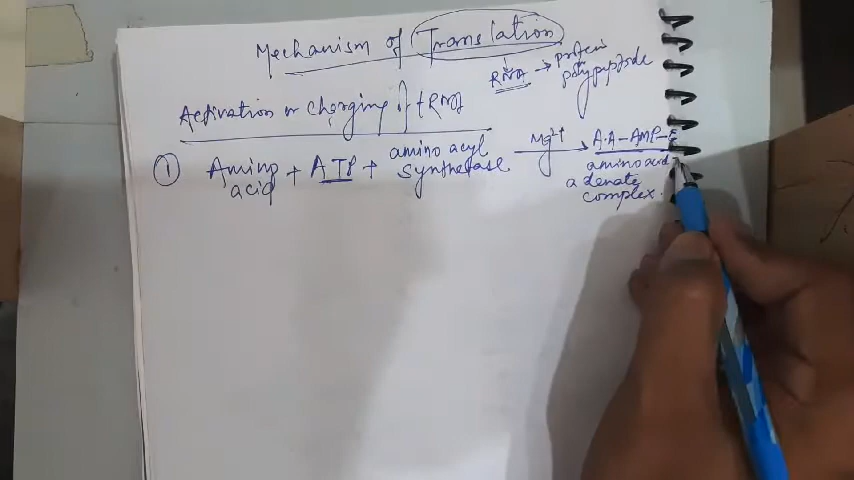 Mechanism of Translation
RNA → Protein
polypeptide
Activation or Charging of tRNA
① Amino acid + ATP + amino acyl synthetase Mg2+ → A.A - AMP - E
amino acid
adenate
complex.